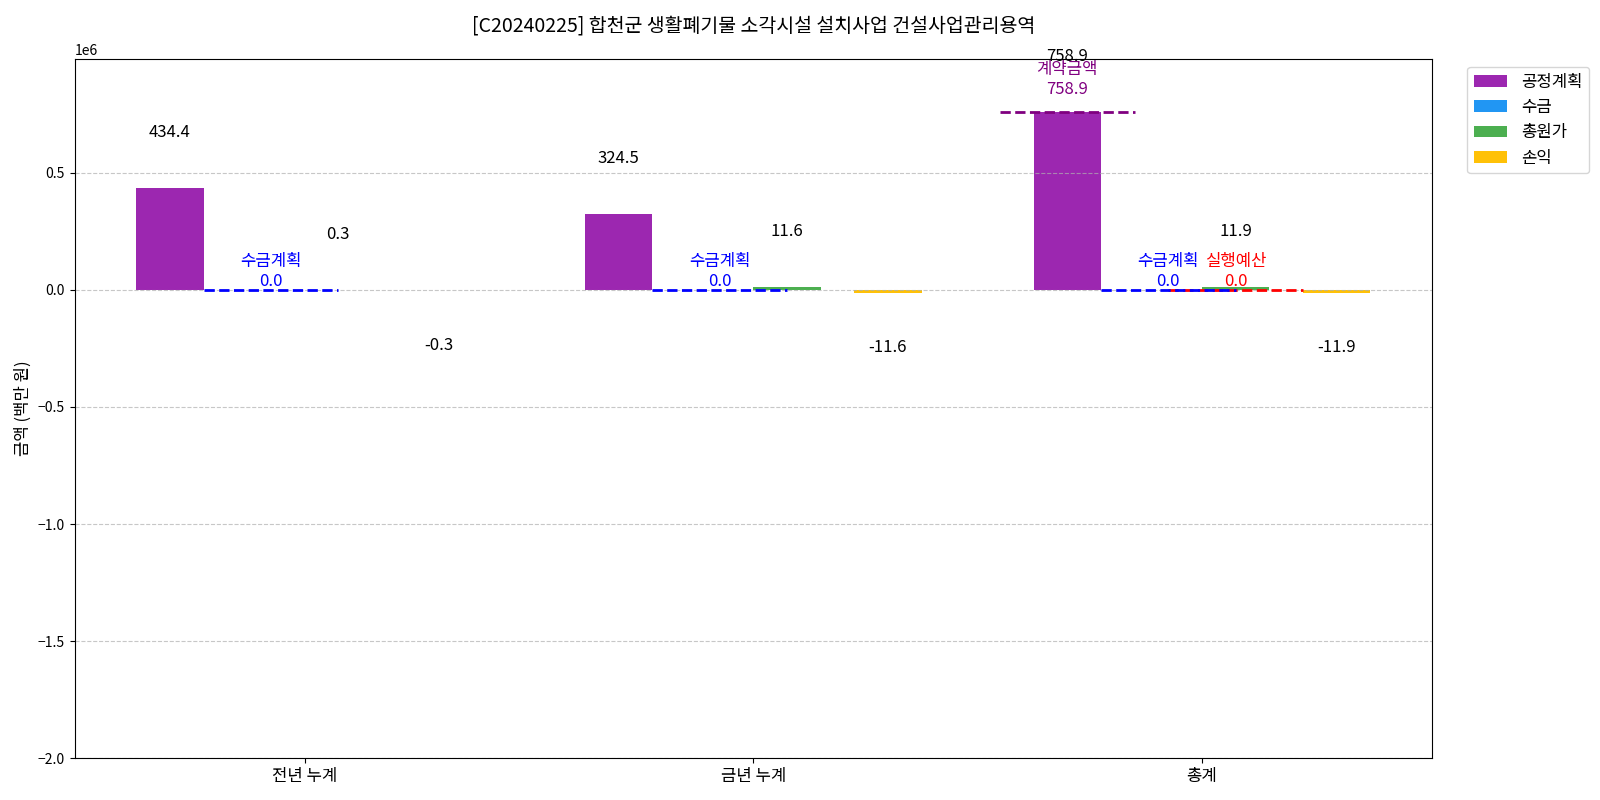 [C20240225] 합천군 생활폐기물 소각시설 설치사업 건설사업관리용역
1e6
758.9
계약금액
758.9
공정계획
수금
총원가
손익
434.4
324.5
0.5
0.3
11.6
11.9
수금계획
0.0
수금계획
0.0
수금계획
0.0
실행예산
0.0
0.0
-0.3
-11.6
-11.9
금액 (백만 원)
−0.5
−1.0
−1.5
−2.0
전년 누계
금년 누계
총계